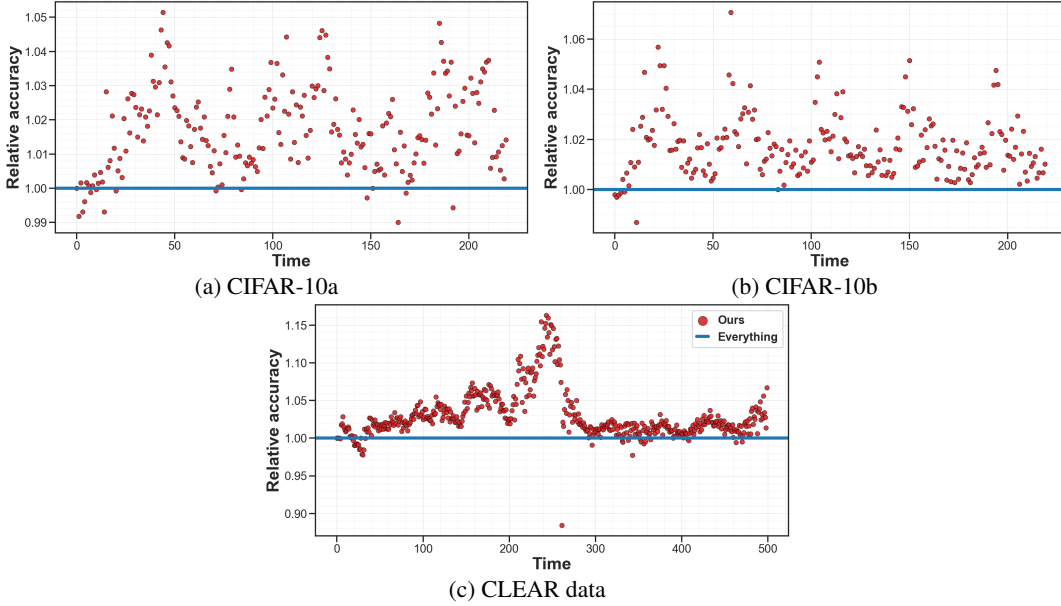 1.05
1.04
1.03
1.02
1.01
1.00
0.99
Relative accuracy
0 50 100 150 200
Time
(a) CIFAR-10a
1.06
1.04
1.02
1.00
Relative accuracy
0 50 100 150 200
Time
(b) CIFAR-10b
1.15
1.10
1.05
1.00
0.95
0.90
Relative accuracy
Ours
Everything
0 100 200 300 400 500
Time
(c) CLEAR data